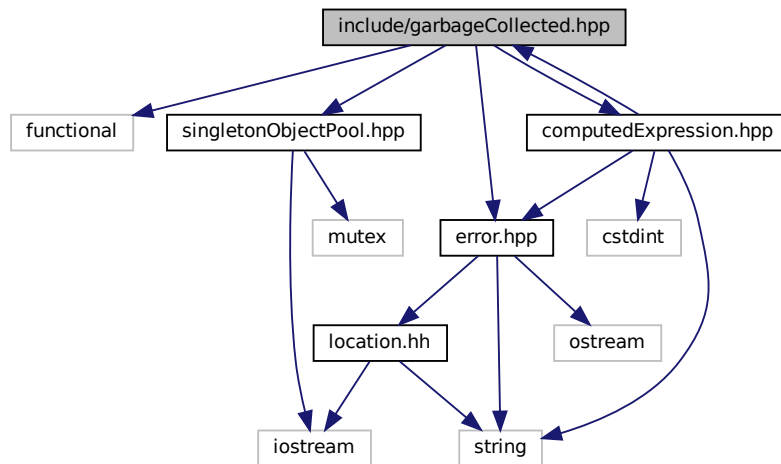 include/garbageCollected.hpp
functional
singletonObjectPool.hpp
computedExpression.hpp
mutex
error.hpp
cstdint
location.hh
ostream
iostream
string